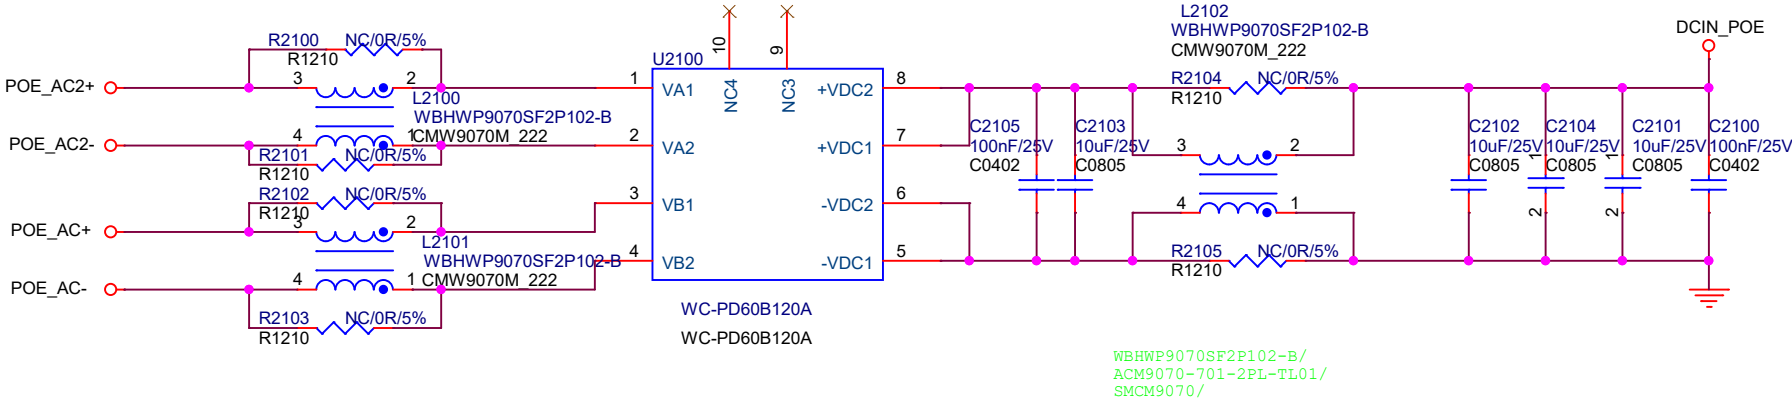 L2102
WBHWP9070SF2P102-B
CMW9070M_222
DCIN_POE
R2100 NC/0R/5%
R1210
POE_AC2+
3 2
L2100
WBHWP9070SF2P102-B
CMW9070M_222
POE_AC2-
4 1
R2101 NC/0R/5%
R1210
R2102 NC/0R/5%
R1210
POE_AC+
3 2
L2101
WBHWP9070SF2P102-B
CMW9070M_222
POE_AC-
4 1
R2103 NC/0R/5%
R1210
U2100
10 9
NC4 NC3
1 VA1 +VDC2 8
2 VA2 +VDC1 7
3 VB1 -VDC2 6
4 VB2 -VDC1 5
WC-PD60B120A
WC-PD60B120A
R2104 NC/0R/5%
R1210
C2105
100nF/25V
C0402
C2103
10uF/25V
C0805
3 2
4 1
R2105 NC/0R/5%
R1210
C2102
10uF/25V
C0805
C2104
10uF/25V
C0805
1
2
C2101
10uF/25V
C0805
1
2
C2100
100nF/25V
C0402
WBHWP9070SF2P102-B/
ACM9070-701-2PL-TL01/
SMCM9070/